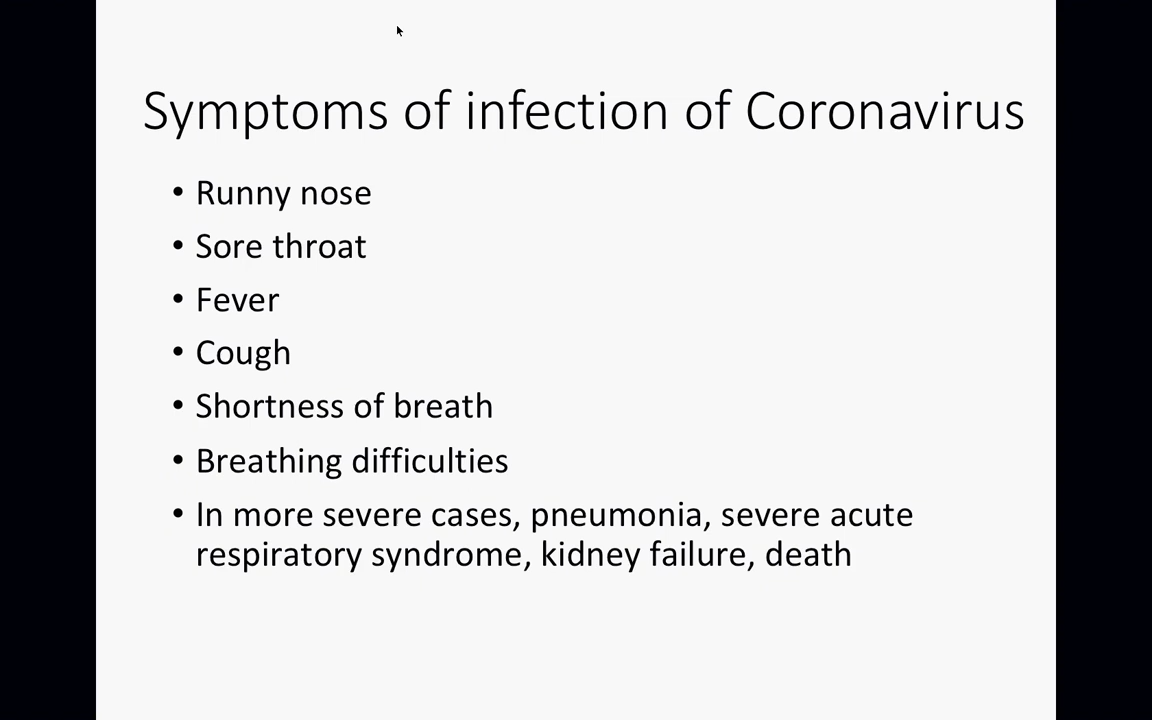 Symptoms of infection of Coronavirus
• Runny nose
• Sore throat
• Fever
• Cough
• Shortness of breath
• Breathing difficulties
• In more severe cases, pneumonia, severe acute
respiratory syndrome, kidney failure, death